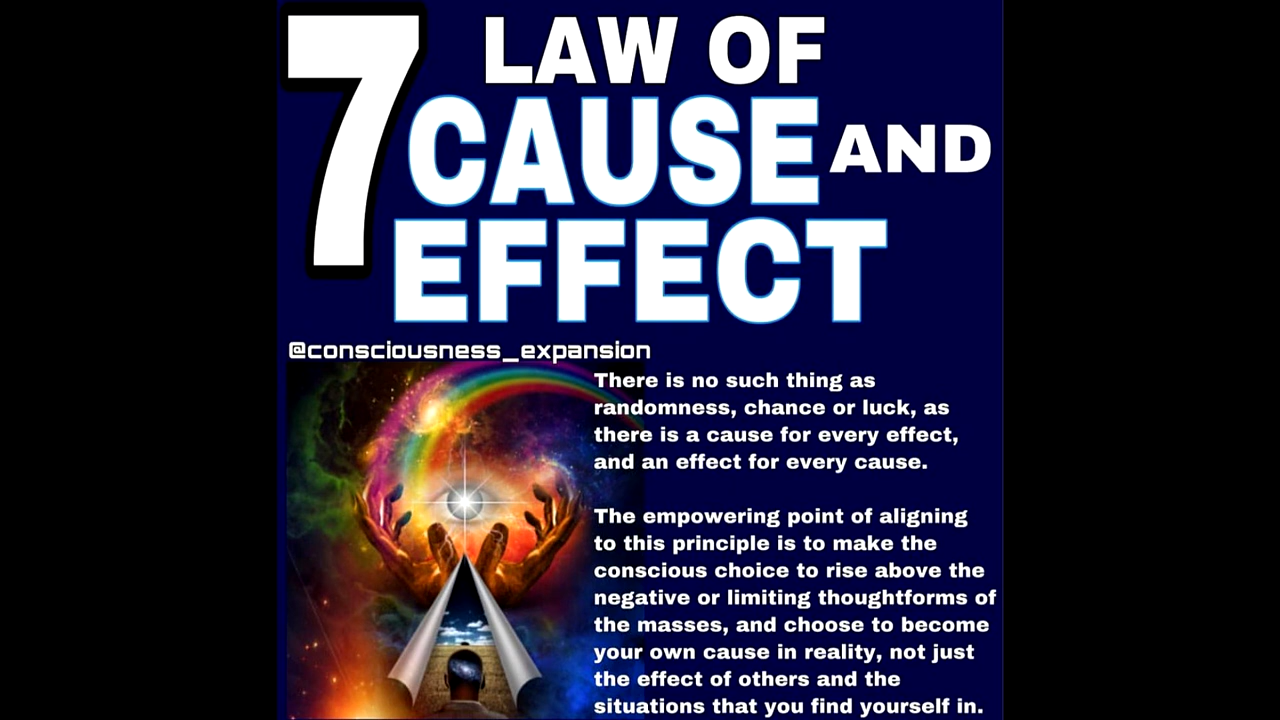 7 LAW OF
CAUSE AND
EFFECT
@consciousness_expansion
There is no such thing as
randomness, chance or luck, as
there is a cause for every effect,
and an effect for every cause.
The empowering point of aligning
to this principle is to make the
conscious choice to rise above the
negative or limiting thoughtforms of
the masses, and choose to become
your own cause in reality, not just
the effect of others and the
situations that you find yourself in.